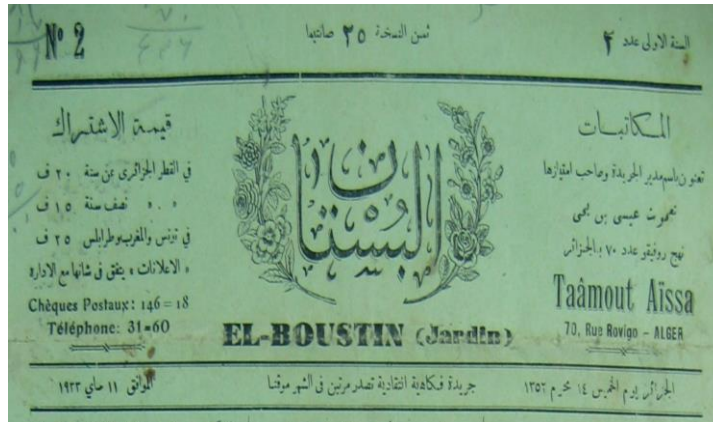 السنة الاولى عدد ٢
ثمن النسخة ٢٥ صانتيما
Nº 2
المكاتبات
تعنون باسم مدير الجريدة وصاحب امتيازها
تعموت عيسى بن يحى
نهج روفيقو عدد ٧٠ بالجزائر
Taâmout Aïssa
70, Rue Rovigo - ALGER
البستان
EL-BOUSTIN (Jardin)
قيمة الاشتراك
في القطر الجزائرى عن سنة ٢٠ ف
« « نصف سنة ١٥ ف
في تونس والمغرب وطرابلس ٢٥ ف
« الاعلانات » يتفق في شانها مع الادارة
Chèques Postaux: 146=18
Téléphone: 31=60
الجزائر يوم الخميس ١٤ محرم ١٣٥٢
جريدة فكاهية انتقادية تصدر مرتين في الشهر موقتا
الموافق ١١ ماي ١٩٣٣